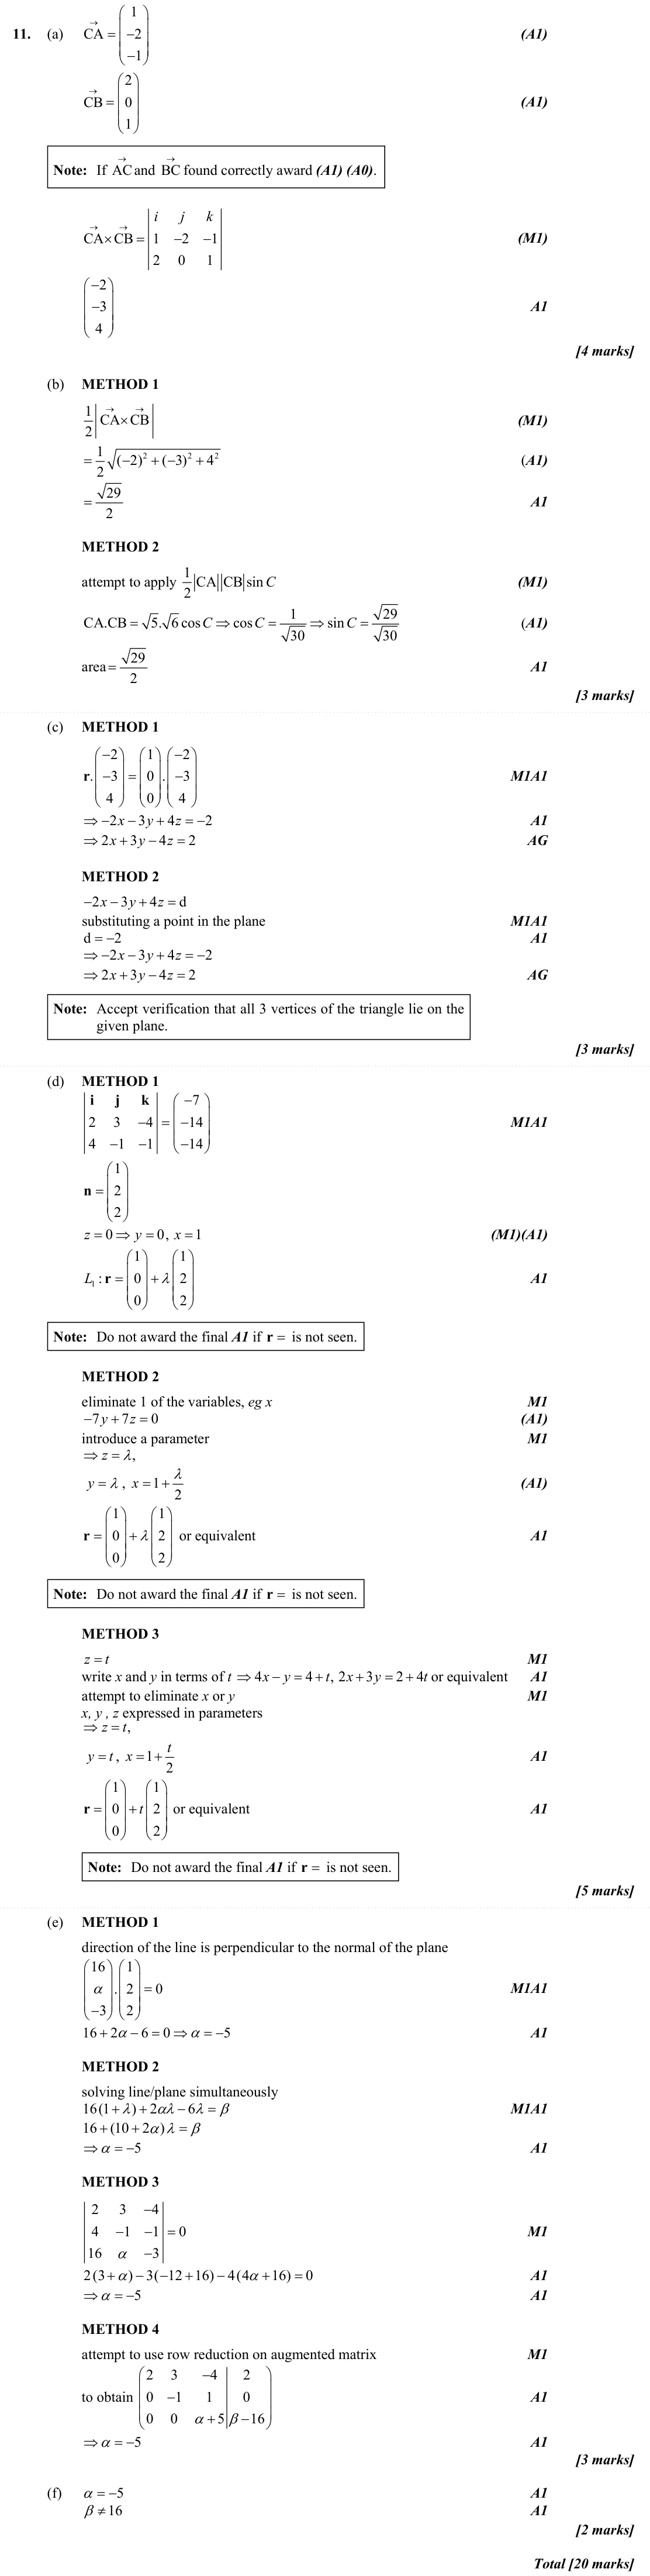 11. (a) →CA = (1 −2 −1) (A1)
→CB = (2 0 1) (A1)
Note: If →AC and →BC found correctly award (A1) (A0).
→CA × →CB = | i j k | 1 −2 −1 | 2 0 1 | (M1)
(−2 −3 4) A1
[4 marks]
(b) METHOD 1
1/2 |→CA × →CB| (M1)
= 1/2 √((−2)² + (−3)² + 4²) (A1)
= √29/2 A1
METHOD 2
attempt to apply 1/2 |CA||CB| sin C (M1)
CA.CB = √5.√6 cos C ⇒ cos C = 1/√30 ⇒ sin C = √29/√30 (A1)
area = √29/2 A1
[3 marks]
(c) METHOD 1
r.(−2 −3 4) = (1 0 0).(−2 −3 4) M1A1
⇒ −2x − 3y + 4z = −2 A1
⇒ 2x + 3y − 4z = 2 AG
METHOD 2
−2x − 3y + 4z = d
substituting a point in the plane M1A1
d = −2 A1
⇒ −2x − 3y + 4z = −2
⇒ 2x + 3y − 4z = 2 AG
Note: Accept verification that all 3 vertices of the triangle lie on the
given plane.
[3 marks]
(d) METHOD 1
| i j k | 2 3 −4 | 4 −1 −1 | = (−7 −14 −14) M1A1
n = (1 2 2)
z = 0 ⇒ y = 0, x = 1 (M1)(A1)
L₁ : r = (1 0 0) + λ (1 2 2) A1
Note: Do not award the final A1 if r = is not seen.
METHOD 2
eliminate 1 of the variables, eg x M1
−7y + 7z = 0 (A1)
introduce a parameter M1
⇒ z = λ,
y = λ , x = 1 + λ/2 (A1)
r = (1 0 0) + λ (1 2 2) or equivalent A1
Note: Do not award the final A1 if r = is not seen.
METHOD 3
z = t M1
write x and y in terms of t ⇒ 4x − y = 4 + t, 2x + 3y = 2 + 4t or equivalent A1
attempt to eliminate x or y M1
x, y , z expressed in parameters
⇒ z = t,
y = t , x = 1 + t/2 A1
r = (1 0 0) + t (1 2 2) or equivalent A1
Note: Do not award the final A1 if r = is not seen.
[5 marks]
(e) METHOD 1
direction of the line is perpendicular to the normal of the plane
(16 α −3).(1 2 2) = 0 M1A1
16 + 2α − 6 = 0 ⇒ α = −5 A1
METHOD 2
solving line/plane simultaneously
16(1 + λ) + 2αλ − 6λ = β M1A1
16 + (10 + 2α)λ = β
⇒ α = −5 A1
METHOD 3
| 2 3 −4 | 4 −1 −1 | 16 α −3 | = 0 M1
2(3 + α) − 3(−12 + 16) − 4(4α + 16) = 0 A1
⇒ α = −5 A1
METHOD 4
attempt to use row reduction on augmented matrix M1
to obtain (2 3 −4 | 2, 0 −1 1 | 0, 0 0 α + 5 | β − 16) A1
⇒ α = −5 A1
[3 marks]
(f) α = −5 A1
β ≠ 16 A1
[2 marks]
Total [20 marks]